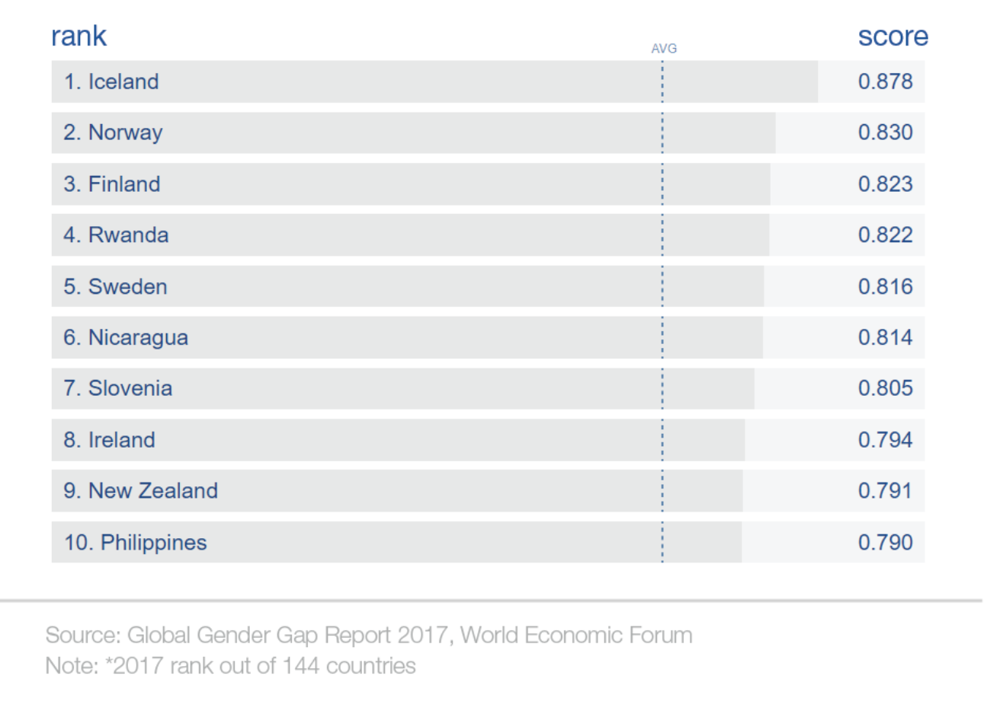 rank
AVG
score
1. Iceland 0.878
2. Norway 0.830
3. Finland 0.823
4. Rwanda 0.822
5. Sweden 0.816
6. Nicaragua 0.814
7. Slovenia 0.805
8. Ireland 0.794
9. New Zealand 0.791
10. Philippines 0.790
Source: Global Gender Gap Report 2017, World Economic Forum
Note: *2017 rank out of 144 countries